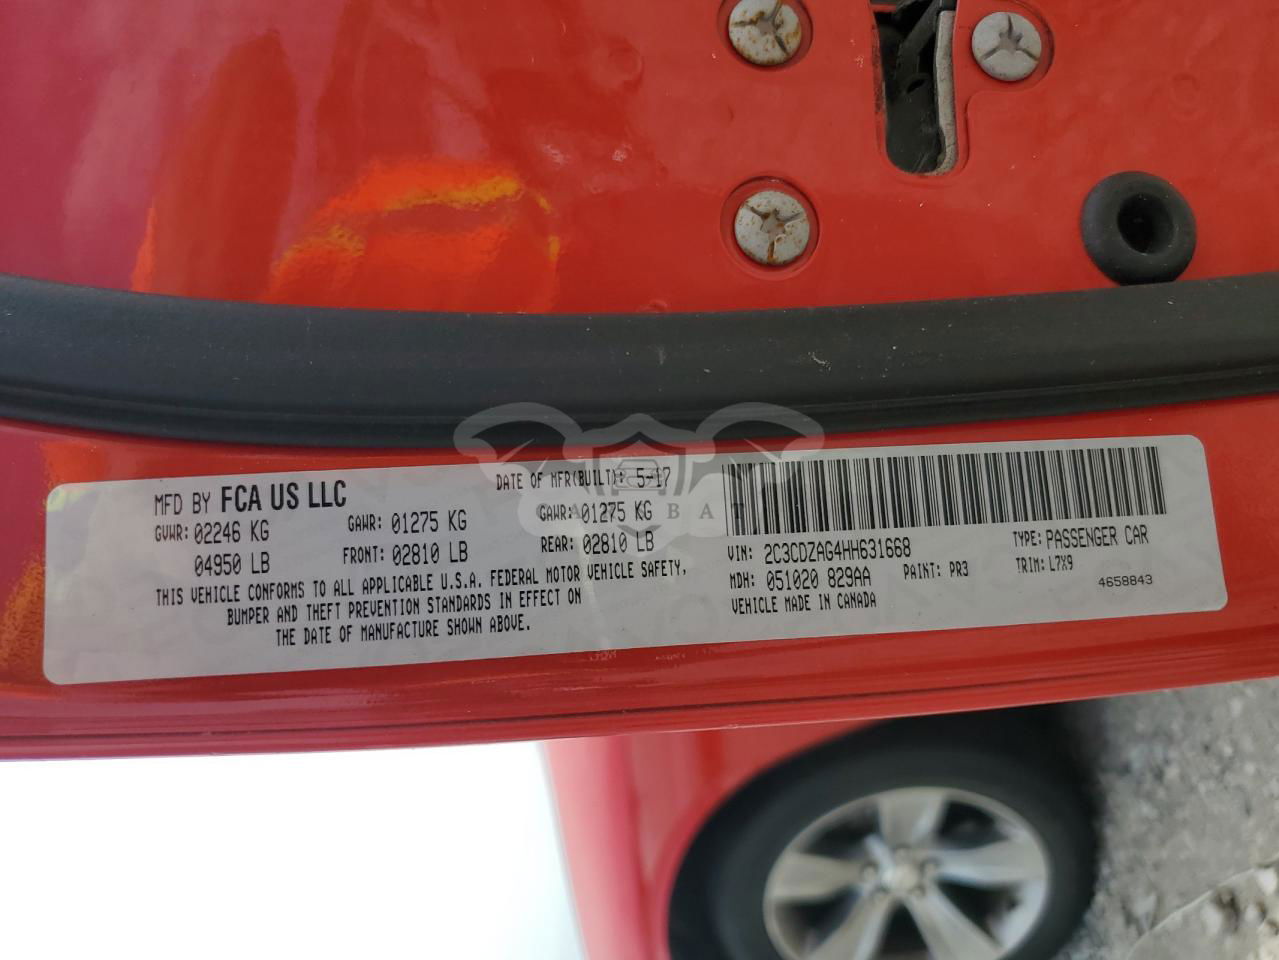 MFD BY FCA US LLC
DATE OF MFR(BUILT): 5-17
GVWR: 02246 KG
04950 LB
GAWR: 01275 KG
FRONT: 02810 LB
GAWR: 01275 KG
REAR: 02810 LB
THIS VEHICLE CONFORMS TO ALL APPLICABLE U.S.A. FEDERAL MOTOR VEHICLE SAFETY,
BUMPER AND THEFT PREVENTION STANDARDS IN EFFECT ON
THE DATE OF MANUFACTURE SHOWN ABOVE.
VIN: 2C3CDZAG4HH631668
TYPE: PASSENGER CAR
MDH: 051020 829AA
PAINT: PR3
TRIM: L7X9
VEHICLE MADE IN CANADA
4658843